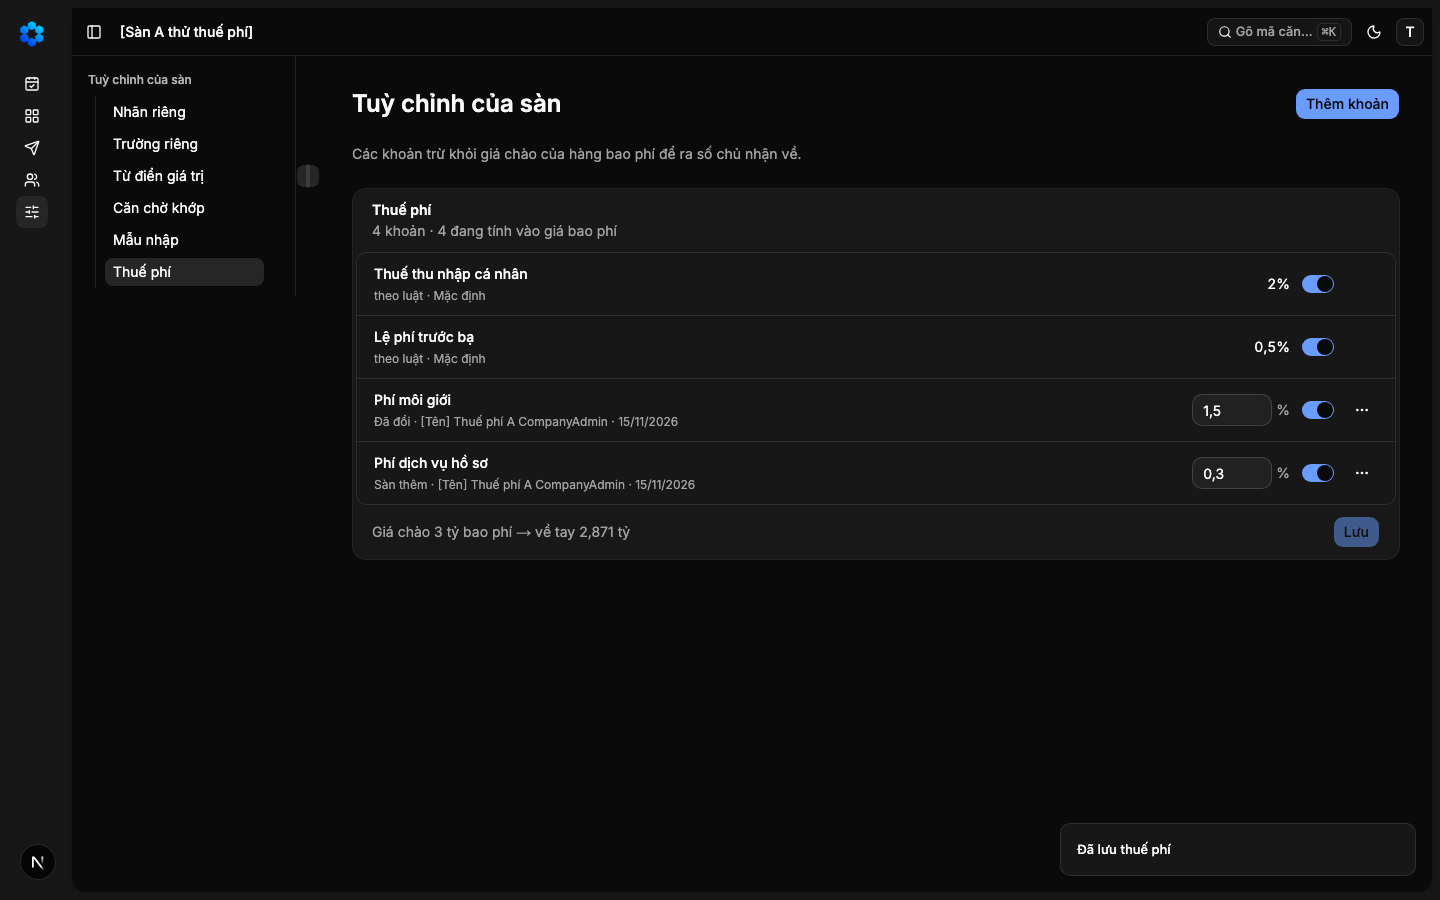 [Sàn A thử thuế phí]
Gõ mã căn... ⌘K
T
Tuỳ chỉnh của sàn
Nhãn riêng
Trường riêng
Từ điển giá trị
Căn chờ khớp
Mẫu nhập
Thuế phí
Tuỳ chỉnh của sàn
Thêm khoản
Các khoản trừ khỏi giá chào của hàng bao phí để ra số chủ nhận về.
Thuế phí
4 khoản · 4 đang tính vào giá bao phí
Thuế thu nhập cá nhân
theo luật · Mặc định
2%
Lệ phí trước bạ
theo luật · Mặc định
0,5%
Phí môi giới
Đã đổi · [Tên] Thuế phí A CompanyAdmin · 15/11/2026
1,5 %
Phí dịch vụ hồ sơ
Sàn thêm · [Tên] Thuế phí A CompanyAdmin · 15/11/2026
0,3 %
Giá chào 3 tỷ bao phí → về tay 2,871 tỷ
Lưu
Đã lưu thuế phí
N